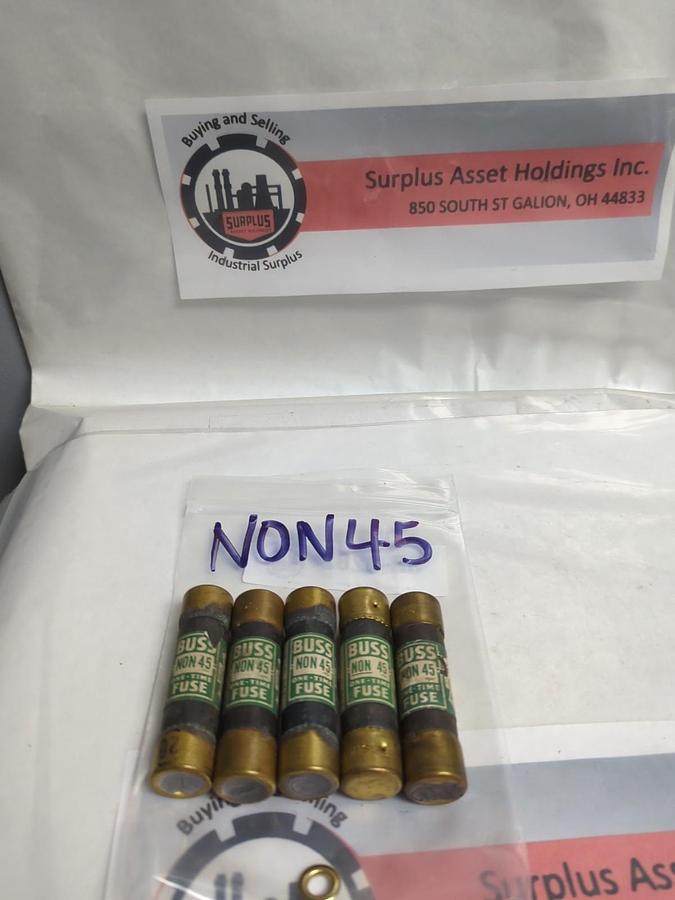 Buying and Selling
SURPLUS
ASSET HOLDINGS
Industrial Surplus
Surplus Asset Holdings Inc.
850 SOUTH ST GALION, OH 44833
NON45
BUSS
NON 45
ONE-TIME
FUSE
BUSS
NON 45
ONE-TIME
FUSE
BUSS
NON 45
ONE-TIME
FUSE
BUSS
NON 45
ONE-TIME
FUSE
BUSS
NON 45
ONE-TIME
FUSE
Surplus Ass